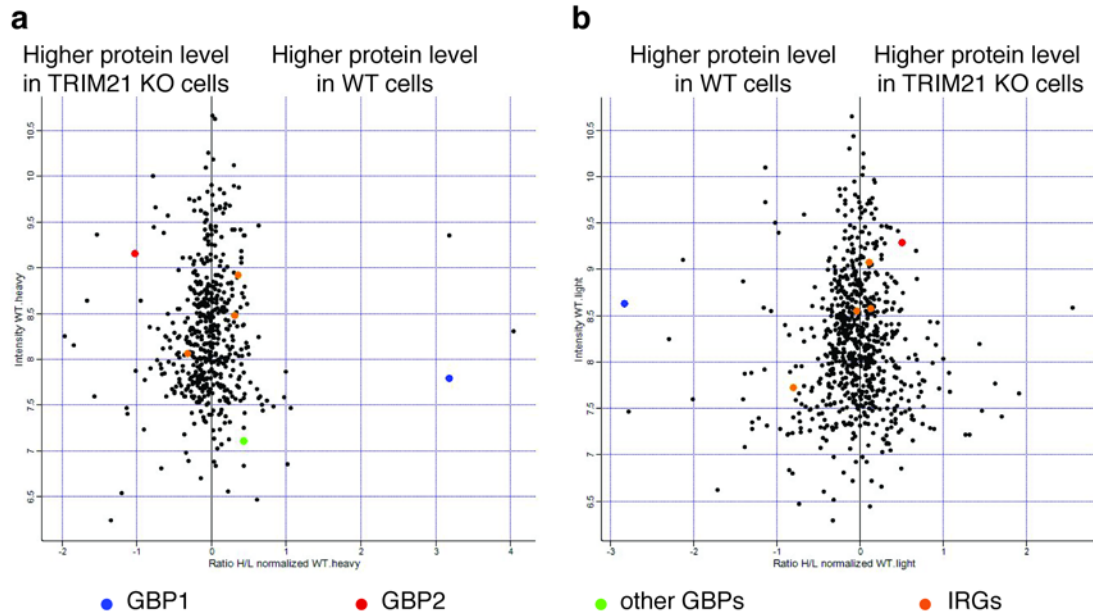 a
Higher protein level
in TRIM21 KO cells
Higher protein level
in WT cells
Intensity WT.heavy
10.5
10
9.5
9
8.5
8
7.5
7
6.5
-2
-1
0
1
2
3
4
Ratio H/L normalized WT.heavy
b
Higher protein level
in WT cells
Higher protein level
in TRIM21 KO cells
Intensity WT.light
10.5
10
9.5
9
8.5
8
7.5
7
6.5
-3
-2
-1
0
1
2
Ratio H/L normalized WT.light
GBP1
GBP2
other GBPs
IRGs